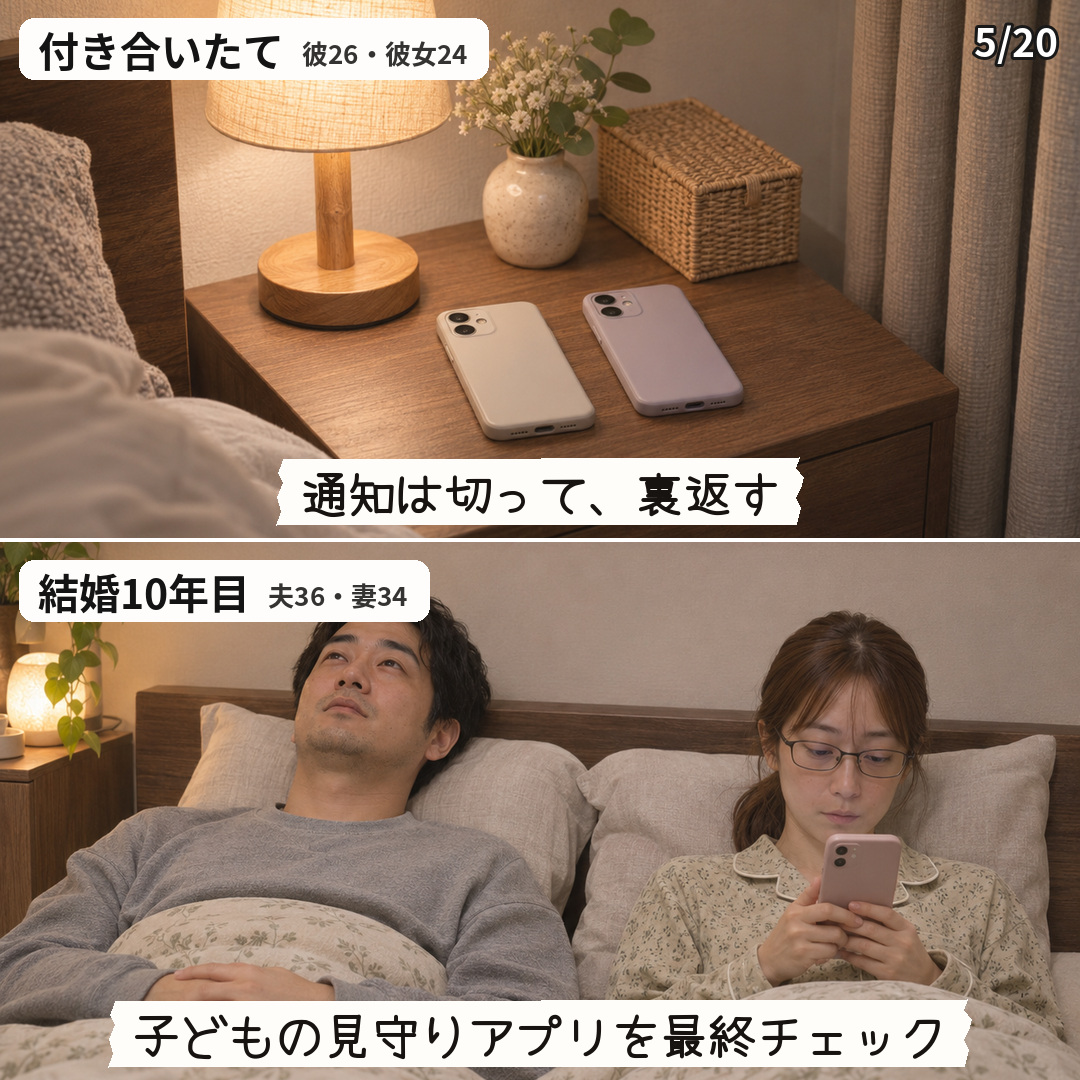 付き合いたて 彼26・彼女24
5/20
通知は切って、裏返す
結婚10年目 夫36・妻34
子どもの見守りアプリを最終チェック